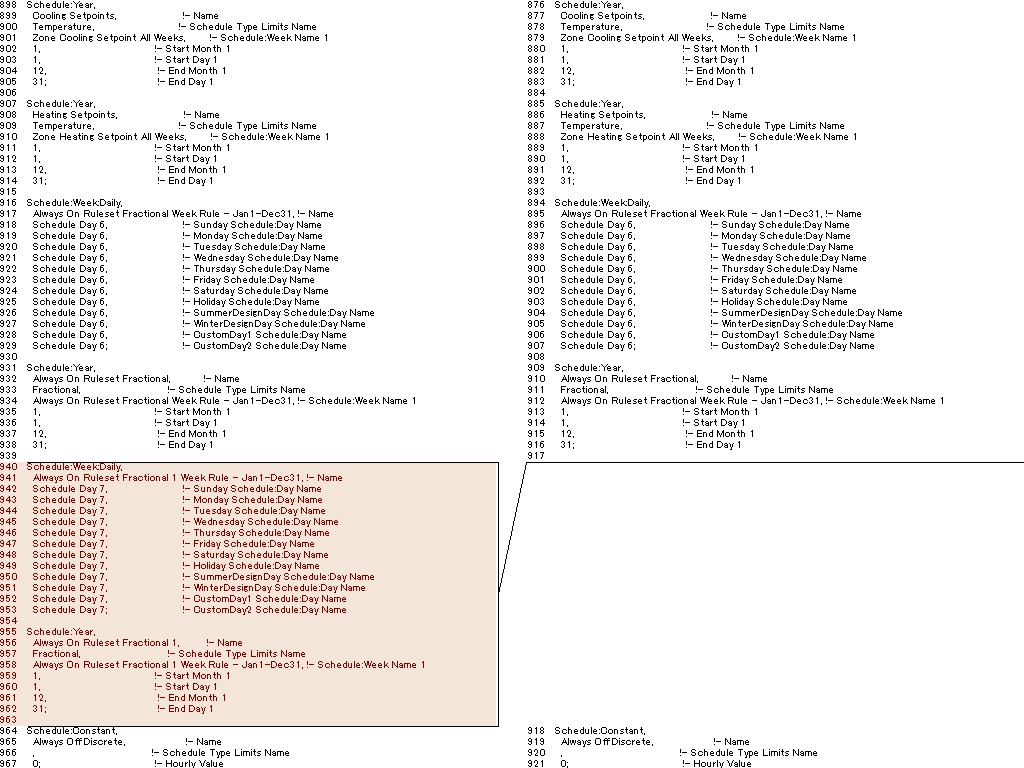 898 Schedule:Year,
899 Cooling Setpoints, !- Name
900 Temperature, !- Schedule Type Limits Name
901 Zone Cooling Setpoint All Weeks, !- Schedule:Week Name 1
902 1, !- Start Month 1
903 1, !- Start Day 1
904 12, !- End Month 1
905 31; !- End Day 1
906
907 Schedule:Year,
908 Heating Setpoints, !- Name
909 Temperature, !- Schedule Type Limits Name
910 Zone Heating Setpoint All Weeks, !- Schedule:Week Name 1
911 1, !- Start Month 1
912 1, !- Start Day 1
913 12, !- End Month 1
914 31; !- End Day 1
915
916 Schedule:Week:Daily,
917 Always On Ruleset Fractional Week Rule - Jan1-Dec31, !- Name
918 Schedule Day 6, !- Sunday Schedule:Day Name
919 Schedule Day 6, !- Monday Schedule:Day Name
920 Schedule Day 6, !- Tuesday Schedule:Day Name
921 Schedule Day 6, !- Wednesday Schedule:Day Name
922 Schedule Day 6, !- Thursday Schedule:Day Name
923 Schedule Day 6, !- Friday Schedule:Day Name
924 Schedule Day 6, !- Saturday Schedule:Day Name
925 Schedule Day 6, !- Holiday Schedule:Day Name
926 Schedule Day 6, !- SummerDesignDay Schedule:Day Name
927 Schedule Day 6, !- WinterDesignDay Schedule:Day Name
928 Schedule Day 6, !- CustomDay1 Schedule:Day Name
929 Schedule Day 6; !- CustomDay2 Schedule:Day Name
930
931 Schedule:Year,
932 Always On Ruleset Fractional, !- Name
933 Fractional, !- Schedule Type Limits Name
934 Always On Ruleset Fractional Week Rule - Jan1-Dec31, !- Schedule:Week Name 1
935 1, !- Start Month 1
936 1, !- Start Day 1
937 12, !- End Month 1
938 31; !- End Day 1
939
940 Schedule:Week:Daily,
941 Always On Ruleset Fractional 1 Week Rule - Jan1-Dec31, !- Name
942 Schedule Day 7, !- Sunday Schedule:Day Name
943 Schedule Day 7, !- Monday Schedule:Day Name
944 Schedule Day 7, !- Tuesday Schedule:Day Name
945 Schedule Day 7, !- Wednesday Schedule:Day Name
946 Schedule Day 7, !- Thursday Schedule:Day Name
947 Schedule Day 7, !- Friday Schedule:Day Name
948 Schedule Day 7, !- Saturday Schedule:Day Name
949 Schedule Day 7, !- Holiday Schedule:Day Name
950 Schedule Day 7, !- SummerDesignDay Schedule:Day Name
951 Schedule Day 7, !- WinterDesignDay Schedule:Day Name
952 Schedule Day 7, !- CustomDay1 Schedule:Day Name
953 Schedule Day 7; !- CustomDay2 Schedule:Day Name
954
955 Schedule:Year,
956 Always On Ruleset Fractional 1, !- Name
957 Fractional, !- Schedule Type Limits Name
958 Always On Ruleset Fractional 1 Week Rule - Jan1-Dec31, !- Schedule:Week Name 1
959 1, !- Start Month 1
960 1, !- Start Day 1
961 12, !- End Month 1
962 31; !- End Day 1
963
964 Schedule:Constant,
965 Always Off Discrete, !- Name
966 , !- Schedule Type Limits Name
967 0; !- Hourly Value
876 Schedule:Year,
877 Cooling Setpoints, !- Name
878 Temperature, !- Schedule Type Limits Name
879 Zone Cooling Setpoint All Weeks, !- Schedule:Week Name 1
880 1, !- Start Month 1
881 1, !- Start Day 1
882 12, !- End Month 1
883 31; !- End Day 1
884
885 Schedule:Year,
886 Heating Setpoints, !- Name
887 Temperature, !- Schedule Type Limits Name
888 Zone Heating Setpoint All Weeks, !- Schedule:Week Name 1
889 1, !- Start Month 1
890 1, !- Start Day 1
891 12, !- End Month 1
892 31; !- End Day 1
893
894 Schedule:Week:Daily,
895 Always On Ruleset Fractional Week Rule - Jan1-Dec31, !- Name
896 Schedule Day 6, !- Sunday Schedule:Day Name
897 Schedule Day 6, !- Monday Schedule:Day Name
898 Schedule Day 6, !- Tuesday Schedule:Day Name
899 Schedule Day 6, !- Wednesday Schedule:Day Name
900 Schedule Day 6, !- Thursday Schedule:Day Name
901 Schedule Day 6, !- Friday Schedule:Day Name
902 Schedule Day 6, !- Saturday Schedule:Day Name
903 Schedule Day 6, !- Holiday Schedule:Day Name
904 Schedule Day 6, !- SummerDesignDay Schedule:Day Name
905 Schedule Day 6, !- WinterDesignDay Schedule:Day Name
906 Schedule Day 6, !- CustomDay1 Schedule:Day Name
907 Schedule Day 6; !- CustomDay2 Schedule:Day Name
908
909 Schedule:Year,
910 Always On Ruleset Fractional, !- Name
911 Fractional, !- Schedule Type Limits Name
912 Always On Ruleset Fractional Week Rule - Jan1-Dec31, !- Schedule:Week Name 1
913 1, !- Start Month 1
914 1, !- Start Day 1
915 12, !- End Month 1
916 31; !- End Day 1
917
918 Schedule:Constant,
919 Always Off Discrete, !- Name
920 , !- Schedule Type Limits Name
921 0; !- Hourly Value